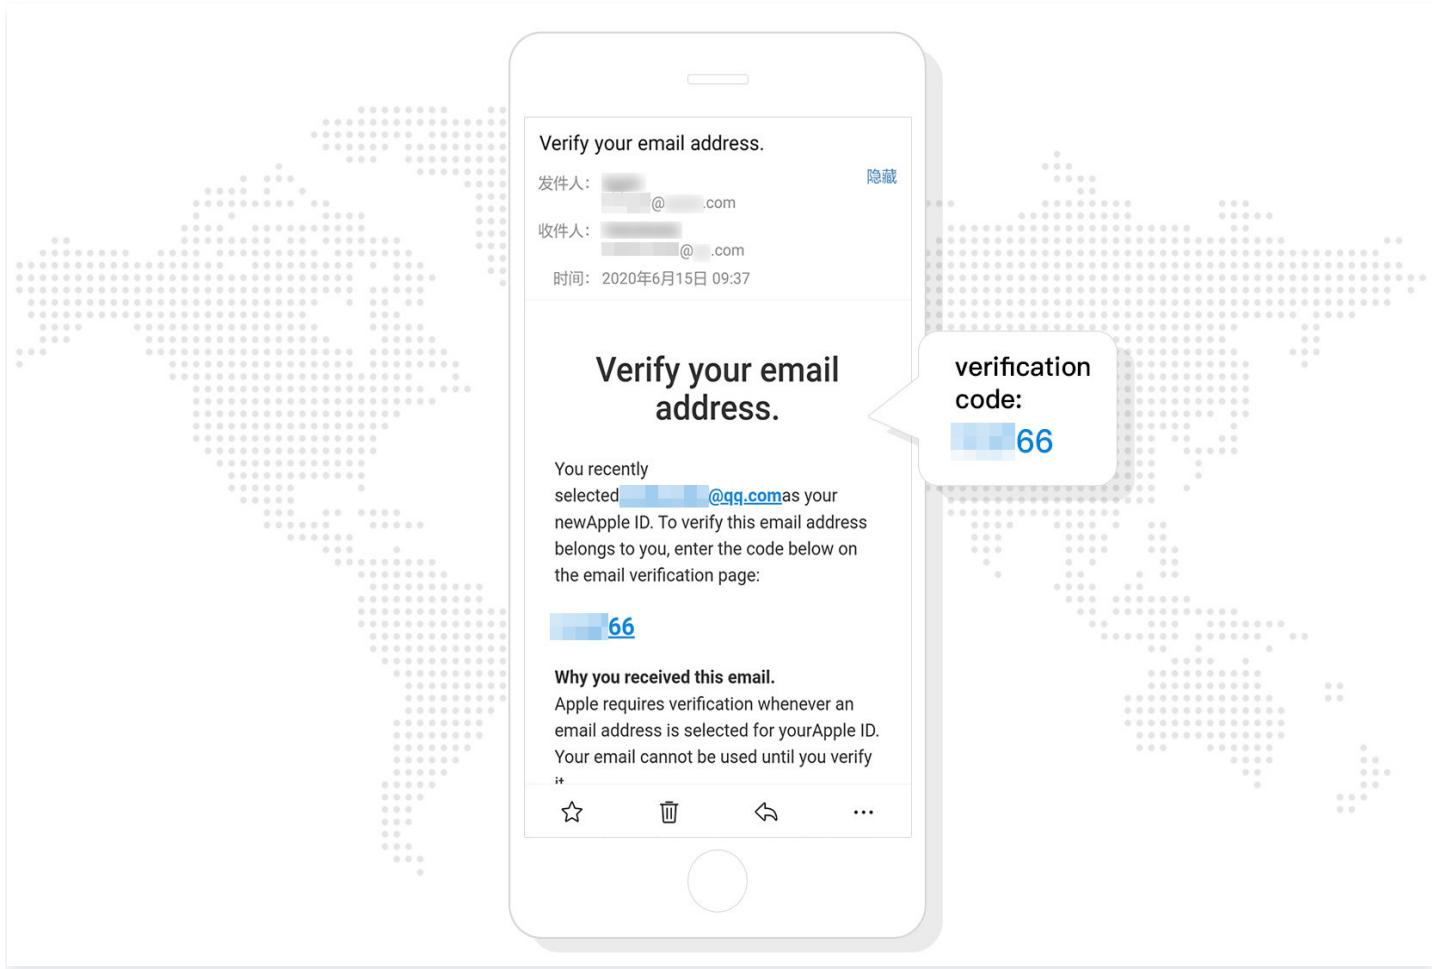 Verify your email address.
发件人：
隐藏
@ .com
收件人：
@ .com
时间： 2020年6月15日 09:37
Verify your email
address.
You recently
selected @qq.comas your
newApple ID. To verify this email address
belongs to you, enter the code below on
the email verification page:
66
Why you received this email.
Apple requires verification whenever an
email address is selected for yourApple ID.
Your email cannot be used until you verify
it
verification
code:
66